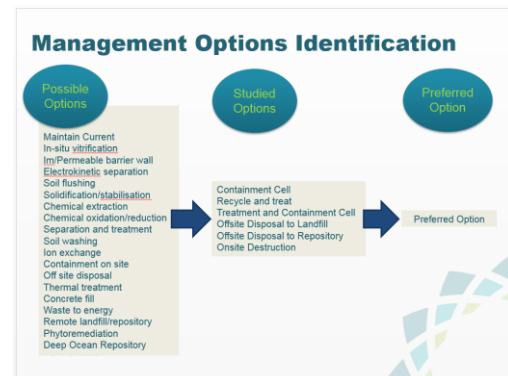 Management Options Identification
Possible
Options
Studied
Options
Preferred
Option
Maintain Current
In-situ vitrification
Im/Permeable barrier wall
Electrokinetic separation
Soil flushing
Solidification/stabilisation
Chemical extraction
Chemical oxidation/reduction
Separation and treatment
Soil washing
Ion exchange
Containment on site
Off site disposal
Thermal treatment
Concrete fill
Waste to energy
Remote landfill/repository
Phytoremediation
Deep Ocean Repository
Containment Cell
Recycle and treat
Treatment and Containment Cell
Offsite Disposal to Landfill
Offsite Disposal to Repository
Onsite Destruction
Preferred Option